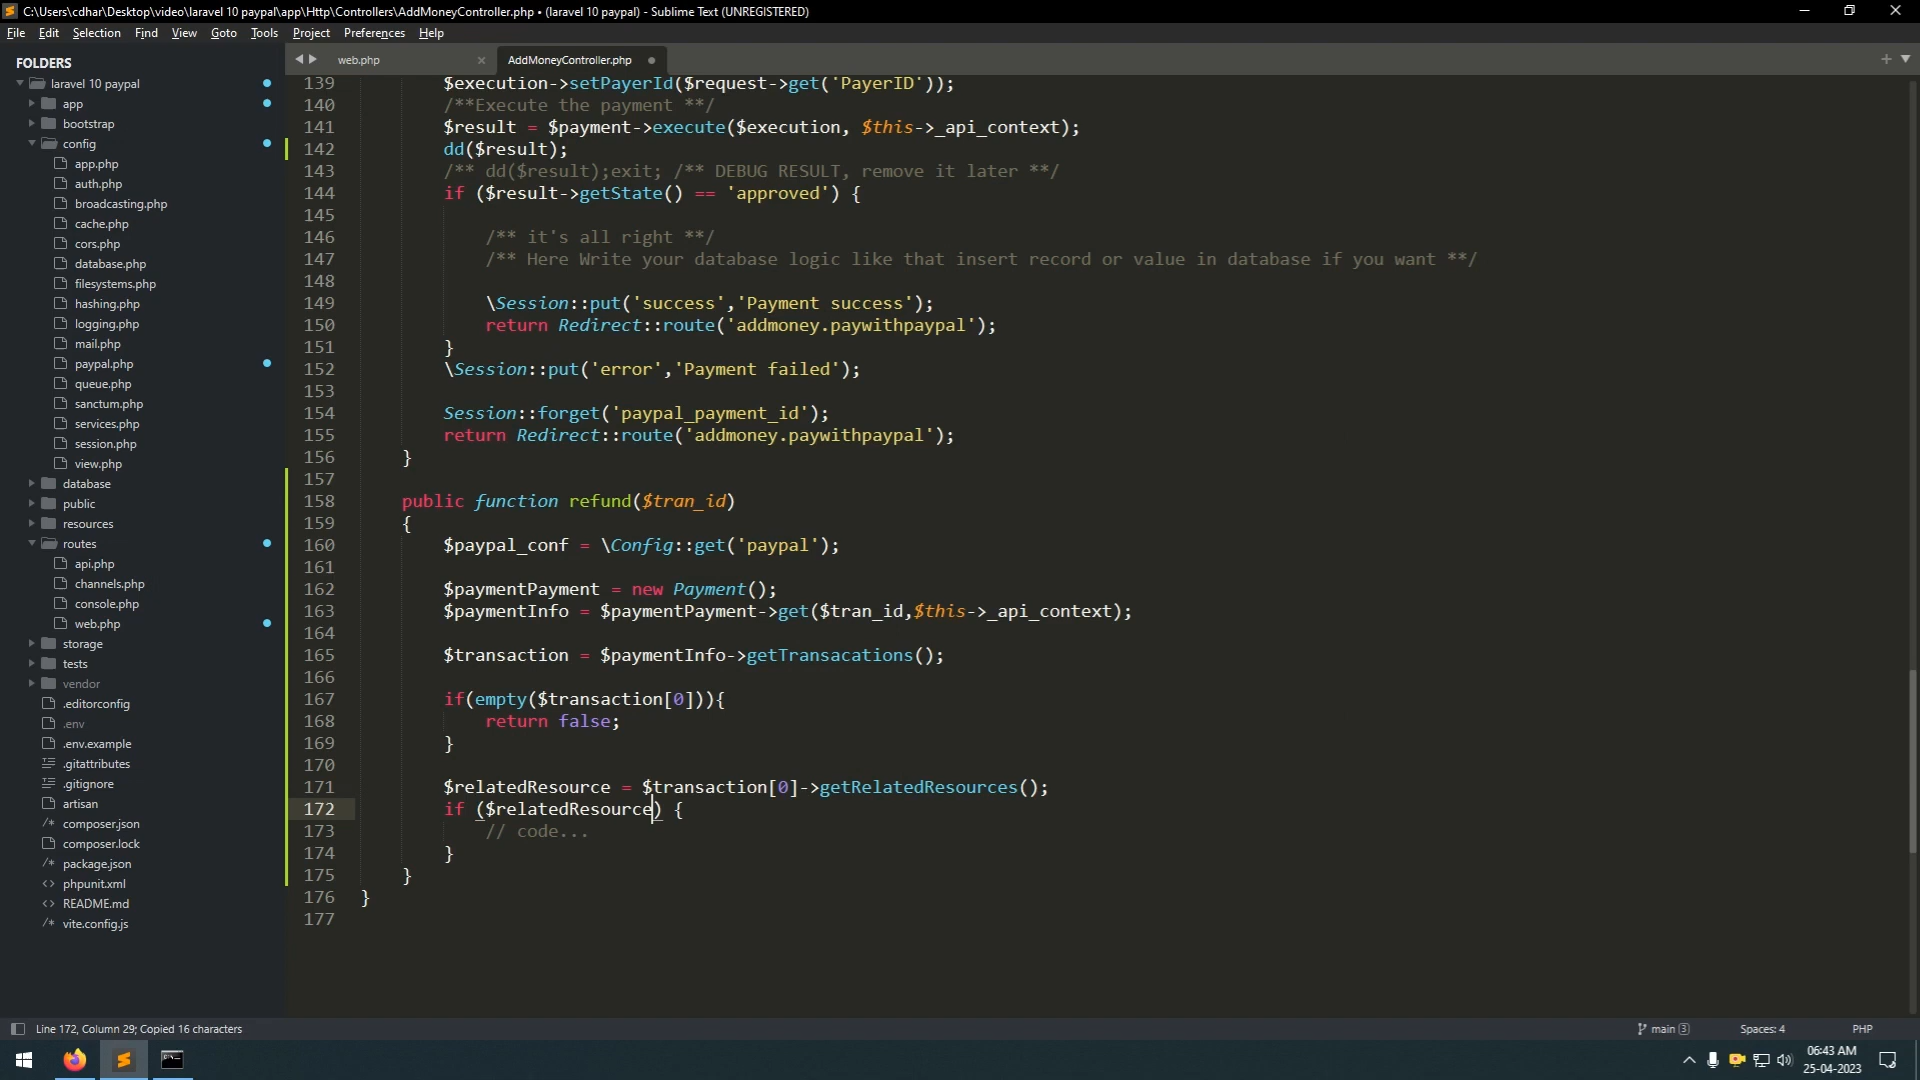 C:\Users\cdhar\Desktop\video\laravel 10 paypal\app\Http\Controllers\AddMoneyController.php • (laravel 10 paypal) - Sublime Text (UNREGISTERED)
File Edit Selection Find View Goto Tools Project Preferences Help
FOLDERS
laravel 10 paypal
app
bootstrap
config
app.php
auth.php
broadcasting.php
cache.php
cors.php
database.php
filesystems.php
hashing.php
logging.php
mail.php
paypal.php
queue.php
sanctum.php
services.php
session.php
view.php
database
public
resources
routes
api.php
channels.php
console.php
web.php
storage
tests
vendor
.editorconfig
.env
.env.example
.gitattributes
.gitignore
artisan
composer.json
composer.lock
package.json
phpunit.xml
README.md
vite.config.js
web.php AddMoneyController.php
139 $execution->setPayerId($request->get('PayerID'));
140 /**Execute the payment **/
141 $result = $payment->execute($execution, $this->_api_context);
142 dd($result);
143 /** dd($result);exit; /** DEBUG RESULT, remove it later **/
144 if ($result->getState() == 'approved') {
145
146 /** it's all right **/
147 /** Here Write your database logic like that insert record or value in database if you want **/
148
149 \Session::put('success','Payment success');
150 return Redirect::route('addmoney.paywithpaypal');
151 }
152 \Session::put('error','Payment failed');
153
154 Session::forget('paypal_payment_id');
155 return Redirect::route('addmoney.paywithpaypal');
156 }
157
158 public function refund($tran_id)
159 {
160 $paypal_conf = \Config::get('paypal');
161
162 $paymentPayment = new Payment();
163 $paymentInfo = $paymentPayment->get($tran_id,$this->_api_context);
164
165 $transaction = $paymentInfo->getTransacations();
166
167 if(empty($transaction[0])){
168 return false;
169 }
170
171 $relatedResource = $transaction[0]->getRelatedResources();
172 if ($relatedResource) {
173 // code...
174 }
175 }
176 }
177
Line 172, Column 29; Copied 16 characters
main 3 Spaces: 4 PHP
06:43 AM
25-04-2023